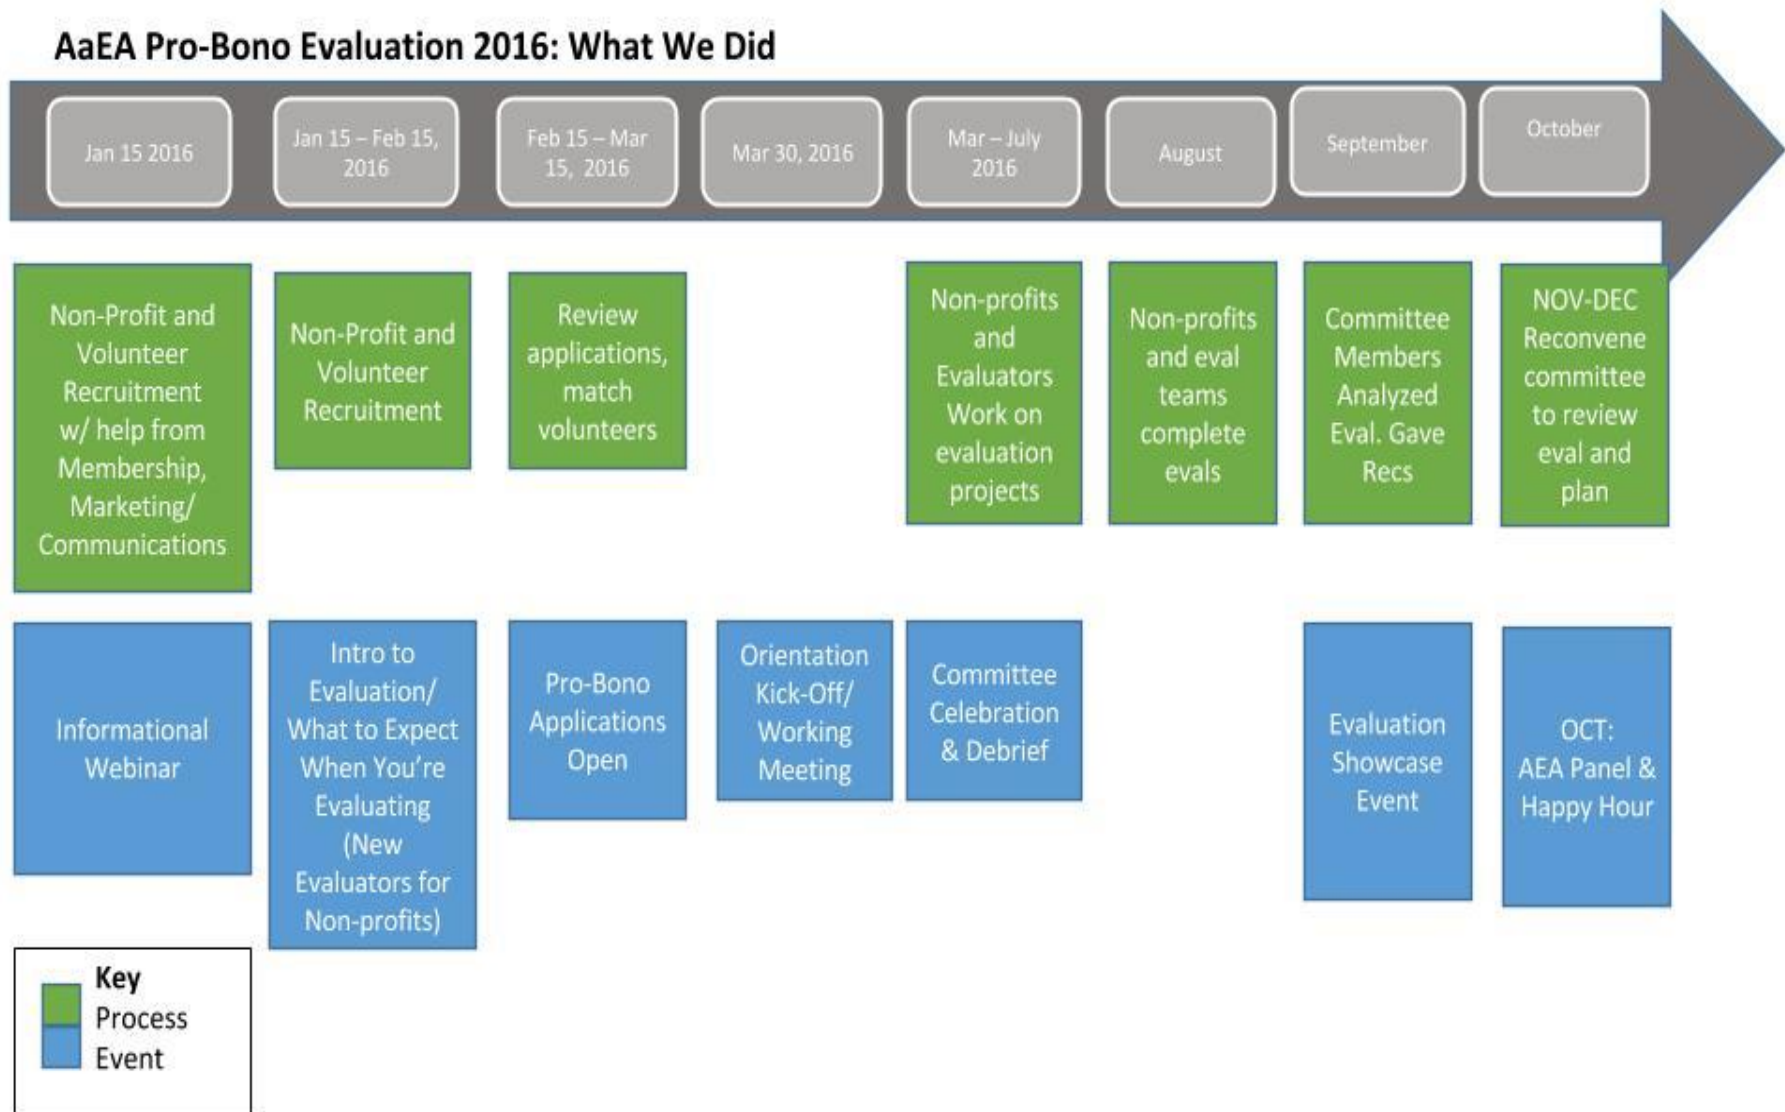 AaEA Pro-Bono Evaluation 2016: What We Did
Jan 15 2016
Jan 15 – Feb 15,
2016
Feb 15 – Mar
15, 2016
Mar 30, 2016
Mar – July
2016
August
September
October
Non-Profit and
Volunteer
Recruitment
w/ help from
Membership,
Marketing/
Communications
Non-Profit and
Volunteer
Recruitment
Review
applications,
match
volunteers
Non-profits
and
Evaluators
Work on
evaluation
projects
Non-profits
and eval
teams
complete
evals
Committee
Members
Analyzed
Eval. Gave
Recs
NOV-DEC
Reconvene
committee
to review
eval and
plan
Informational
Webinar
Intro to
Evaluation/
What to Expect
When You’re
Evaluating
(New
Evaluators for
Non-profits)
Pro-Bono
Applications
Open
Orientation
Kick-Off/
Working
Meeting
Committee
Celebration
& Debrief
Evaluation
Showcase
Event
OCT:
AEA Panel &
Happy Hour
Key
Process
Event